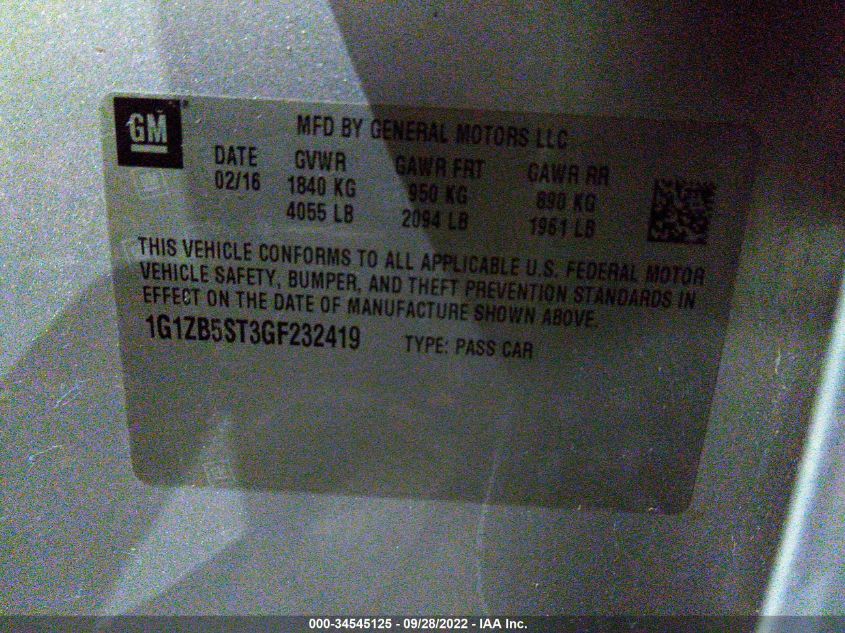 GM
MFD BY GENERAL MOTORS LLC
DATE GVWR GAWR FRT GAWR RR
02/16 1840 KG 950 KG 890 KG
4055 LB 2094 LB 1961 LB
THIS VEHICLE CONFORMS TO ALL APPLICABLE U.S. FEDERAL MOTOR
VEHICLE SAFETY, BUMPER, AND THEFT PREVENTION STANDARDS IN
EFFECT ON THE DATE OF MANUFACTURE SHOWN ABOVE.
1G1ZB5ST3GF232419 TYPE: PASS CAR
000-34545125 - 09/28/2022 - IAA Inc.